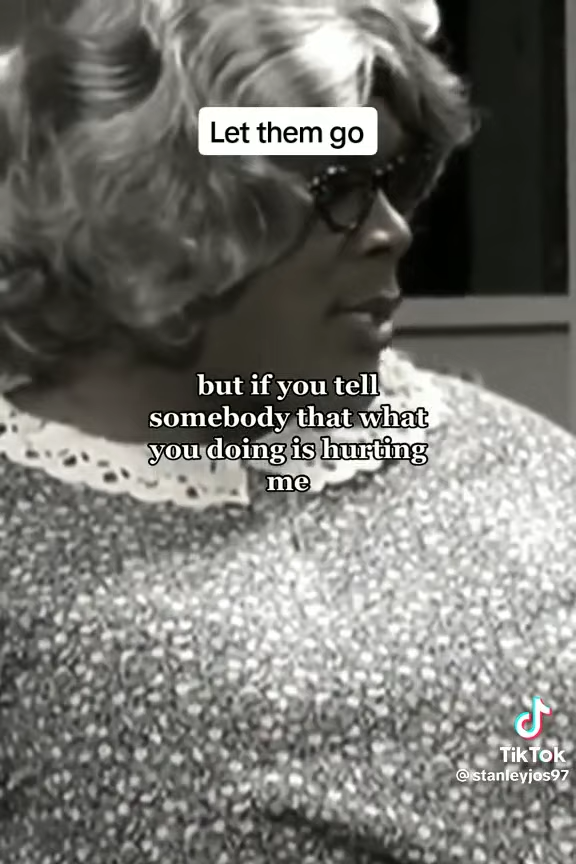 Let them go
but if you tell
somebody that what
you doing is hurting
me
TikTok
@stanleyjos97